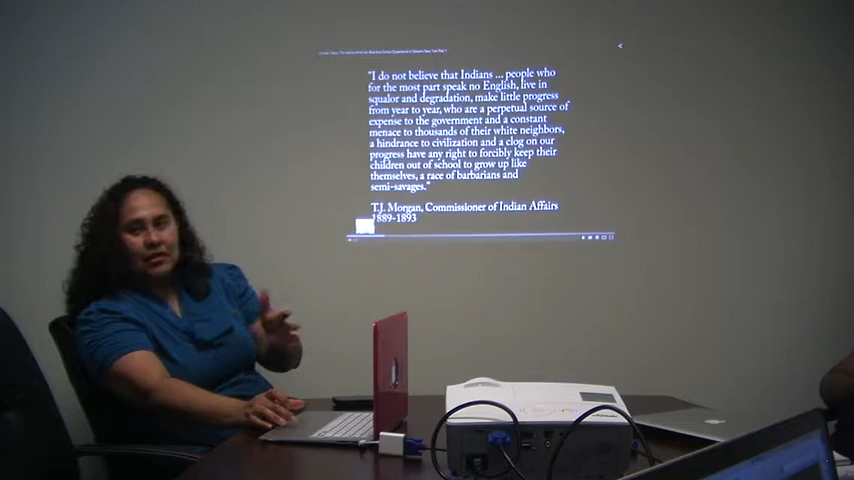 "I do not believe that Indians ... people who
for the most part speak no English, live in
squalor and degradation, make little progress
from year to year, who are a perpetual source of
expense to the government and a constant
menace to thousands of their white neighbors,
a hindrance to civilization and a clog on our
progress have any right to forcibly keep their
children out of school to grow up like
themselves, a race of barbarians and
semi-savages."
T.J. Morgan, Commissioner of Indian Affairs
1889-1893